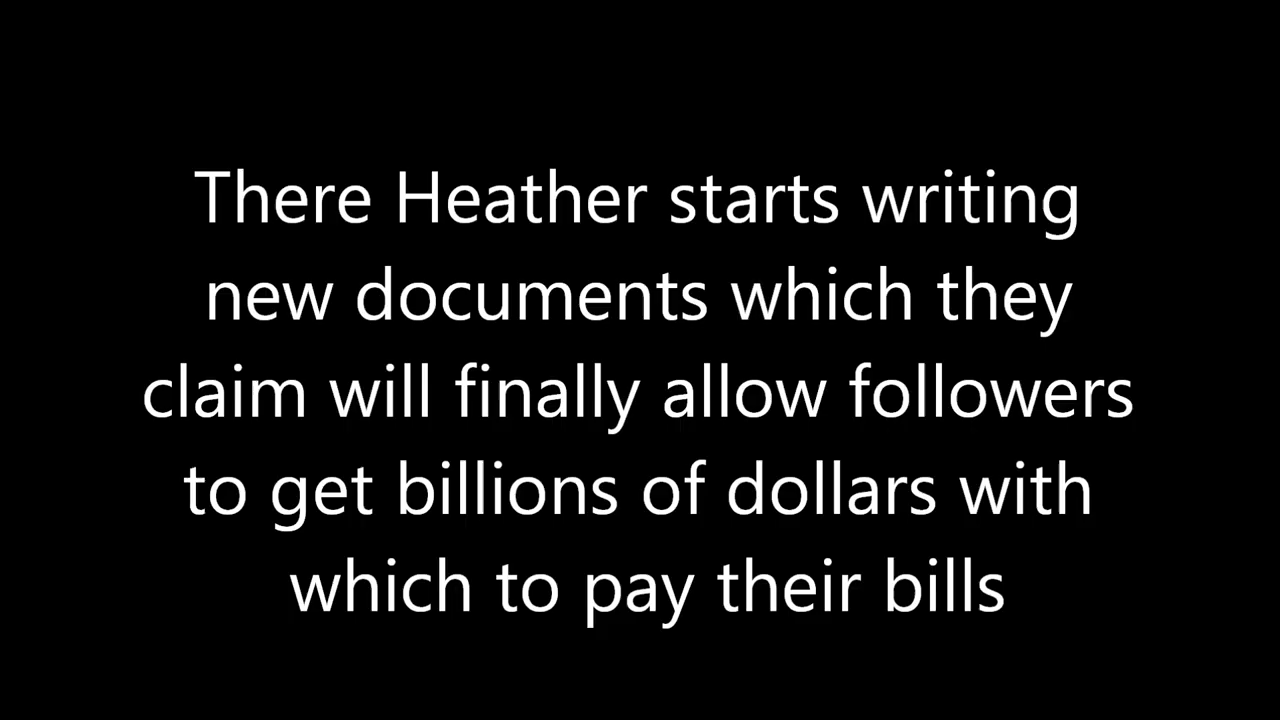 There Heather starts writing
new documents which they
claim will finally allow followers
to get billions of dollars with
which to pay their bills